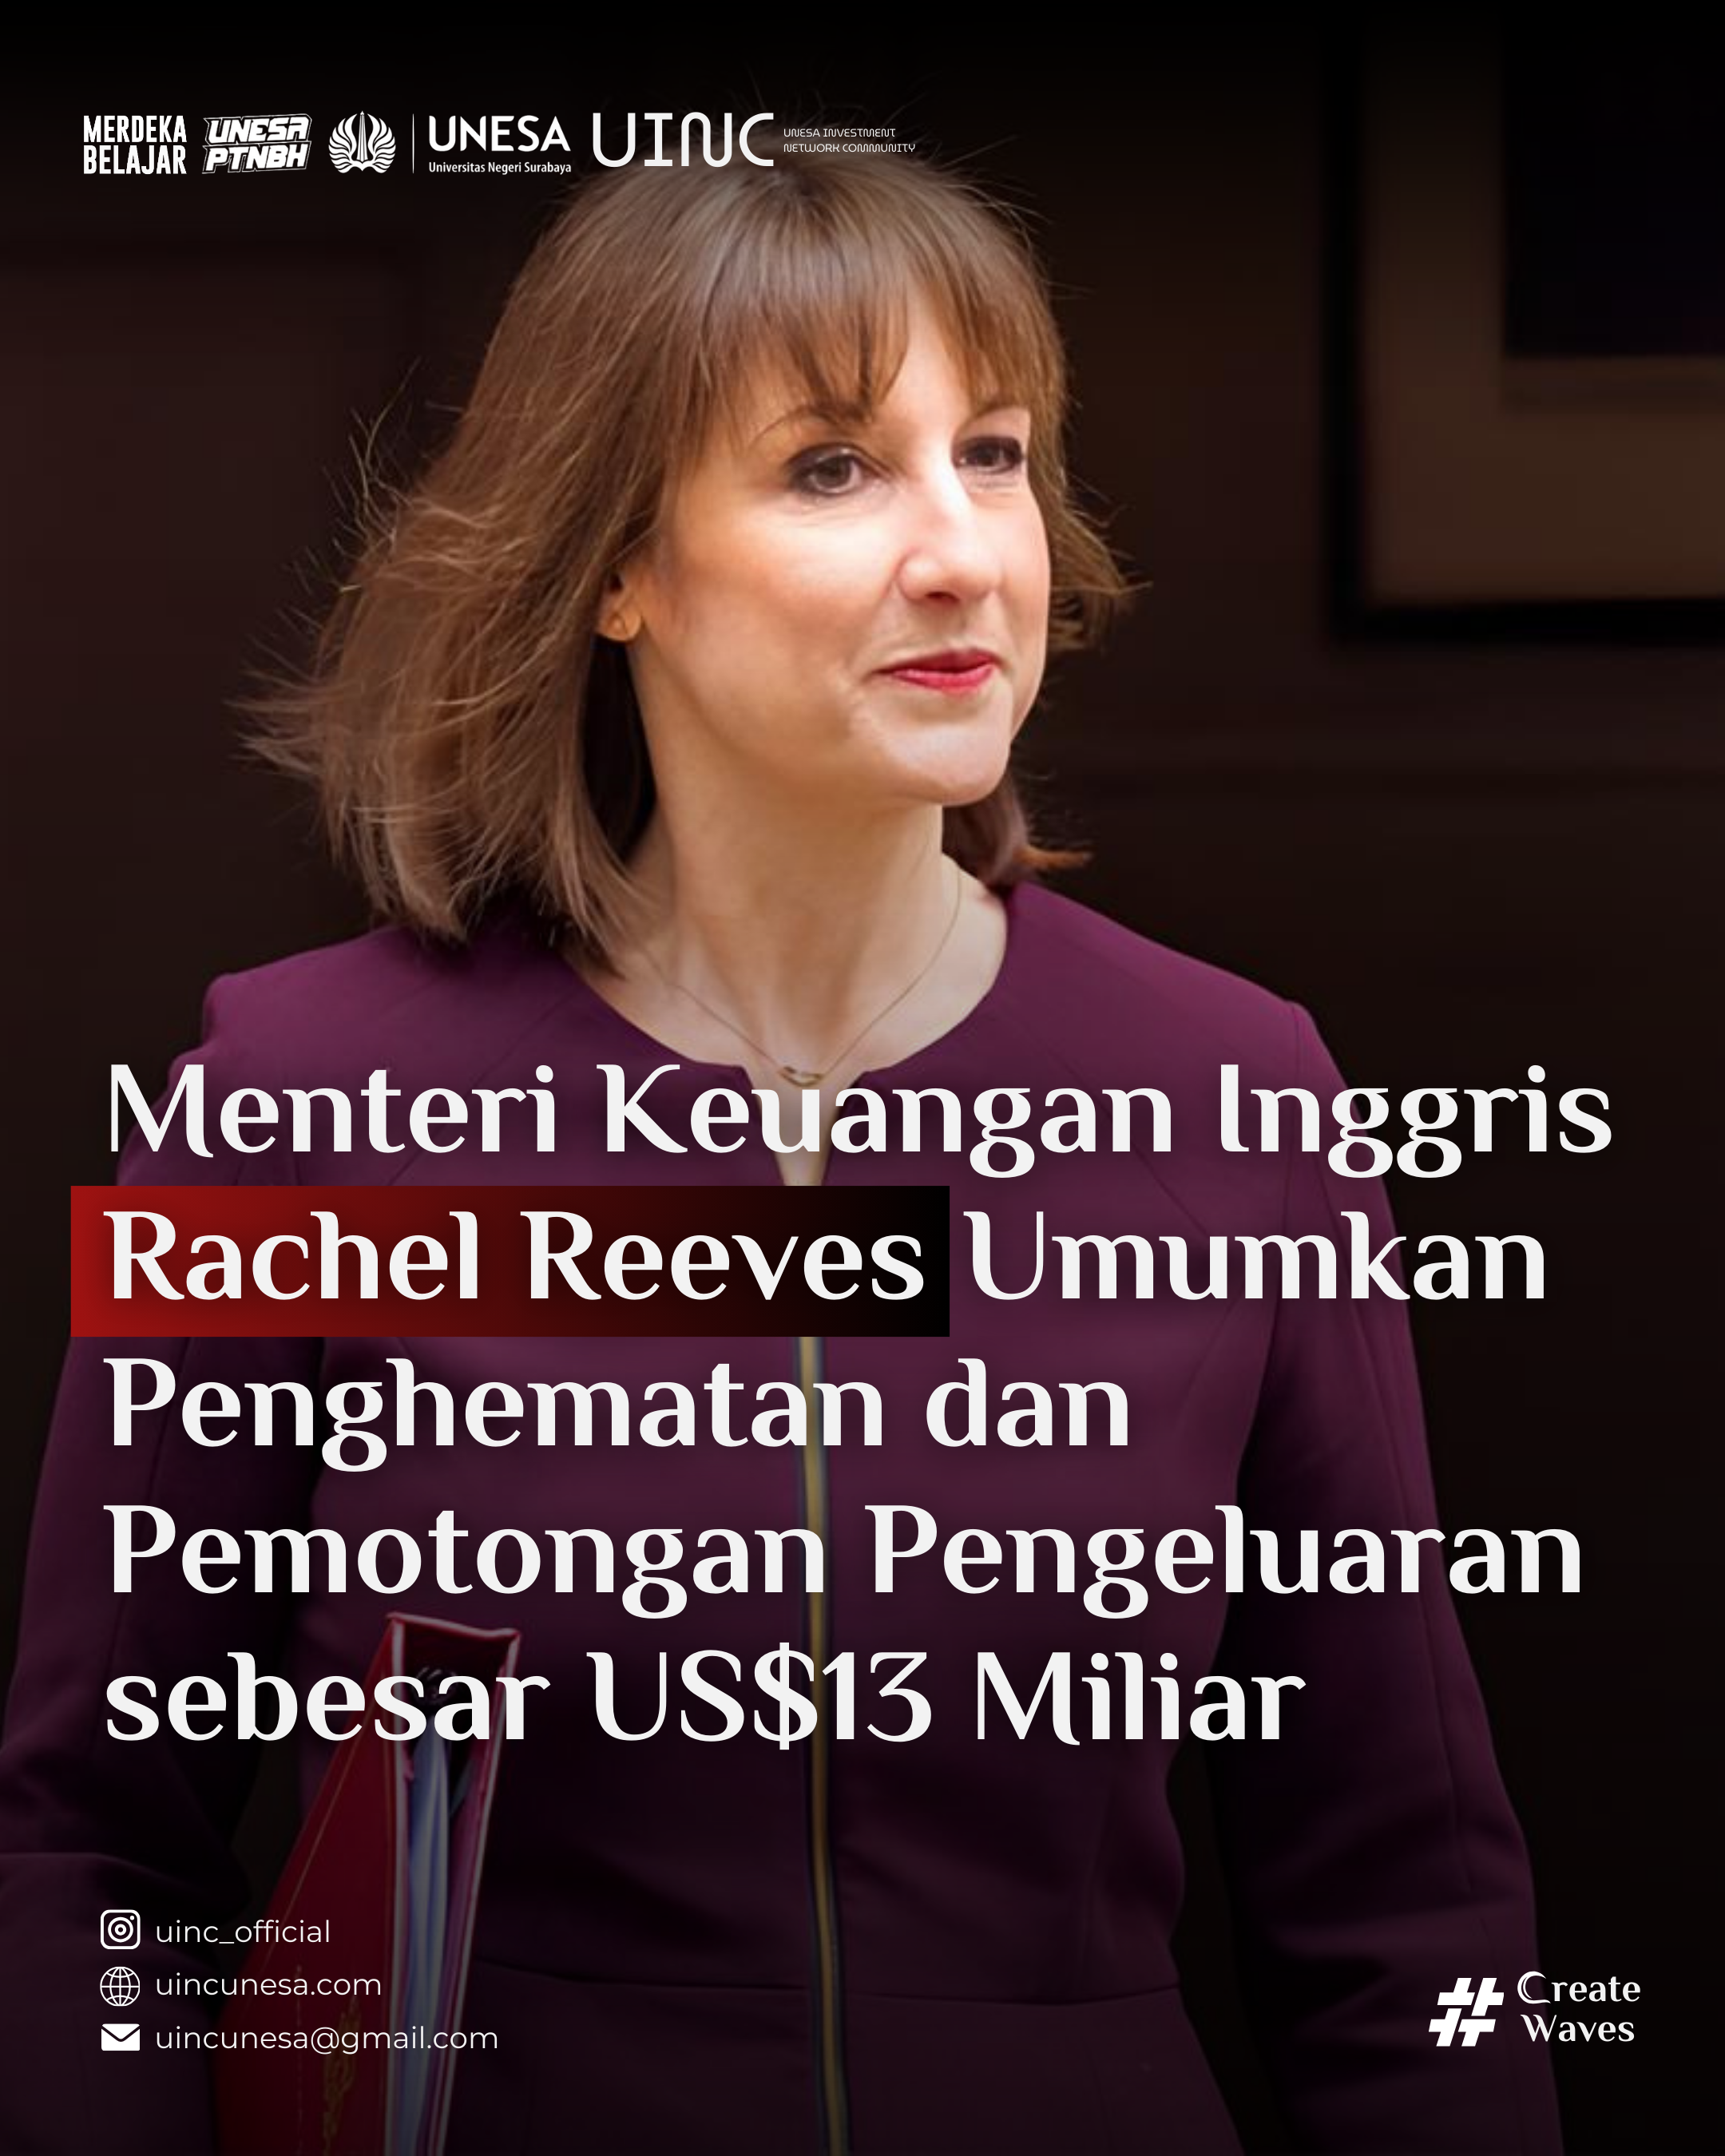 MERDEKA
BELAJAR
UNESA
PTNBH
UNESA
Universitas Negeri Surabaya
UINC
UNESA INVESTMENT
NETWORK COMMUNITY
Menteri Keuangan Inggris
Rachel Reeves Umumkan
Penghematan dan
Pemotongan Pengeluaran
sebesar US$13 Miliar
uinc_official
uincunesa.com
uincunesa@gmail.com
# Create
Waves